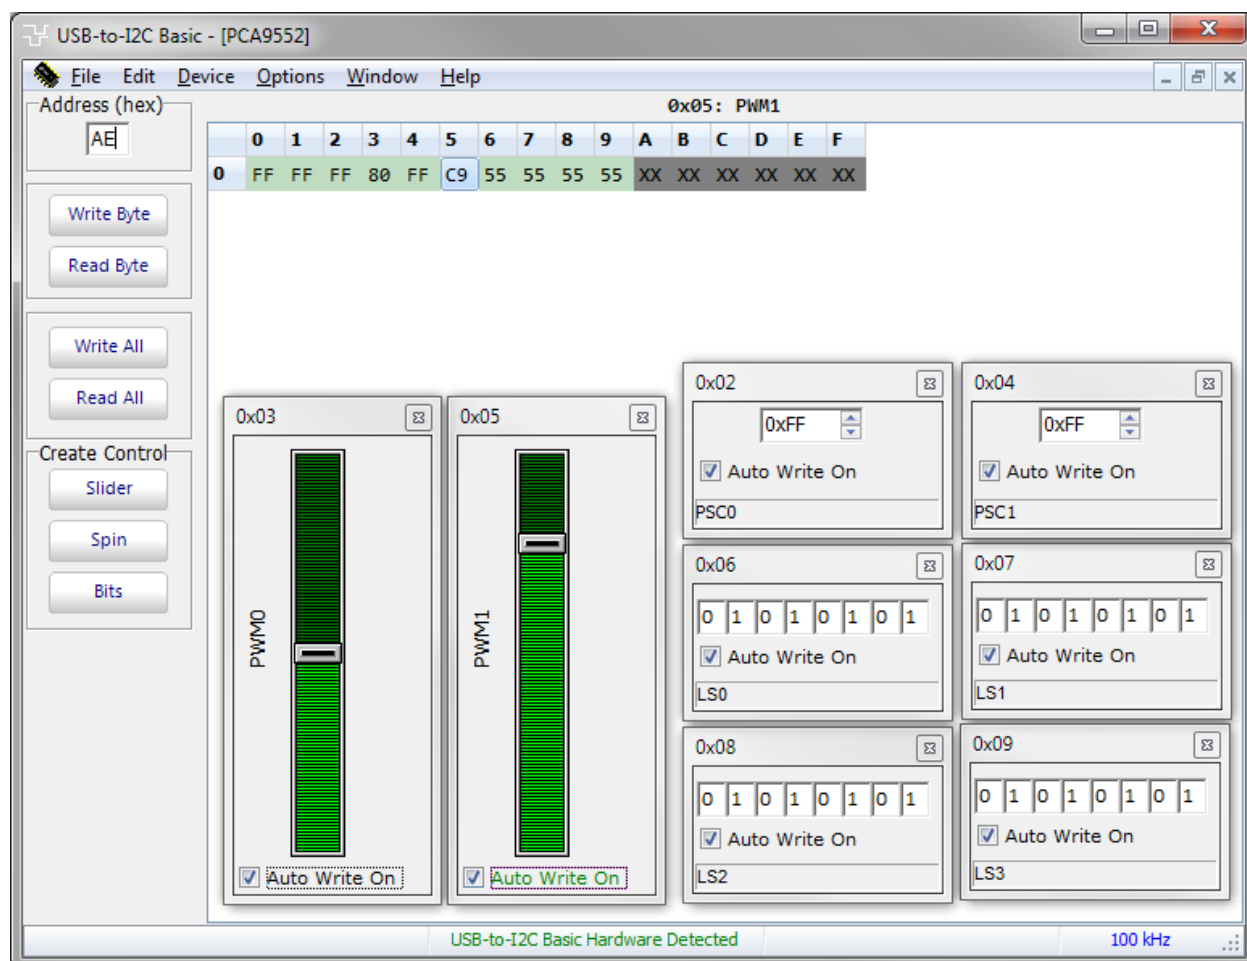 USB-to-I2C Basic - [PCA9552]
File Edit Device Options Window Help
Address (hex)
AE
0x05: PWM1
0 1 2 3 4 5 6 7 8 9 A B C D E F
0 FF FF FF 80 FF C9 55 55 55 55 XX XX XX XX XX XX
Write Byte
Read Byte
Write All
Read All
Create Control
Slider
Spin
Bits
0x03
PWM0
Auto Write On
0x05
PWM1
Auto Write On
0x02
0xFF
Auto Write On
PSC0
0x04
0xFF
Auto Write On
PSC1
0x06
0 1 0 1 0 1 0 1
Auto Write On
LS0
0x07
0 1 0 1 0 1 0 1
Auto Write On
LS1
0x08
0 1 0 1 0 1 0 1
Auto Write On
LS2
0x09
0 1 0 1 0 1 0 1
Auto Write On
LS3
USB-to-I2C Basic Hardware Detected
100 kHz